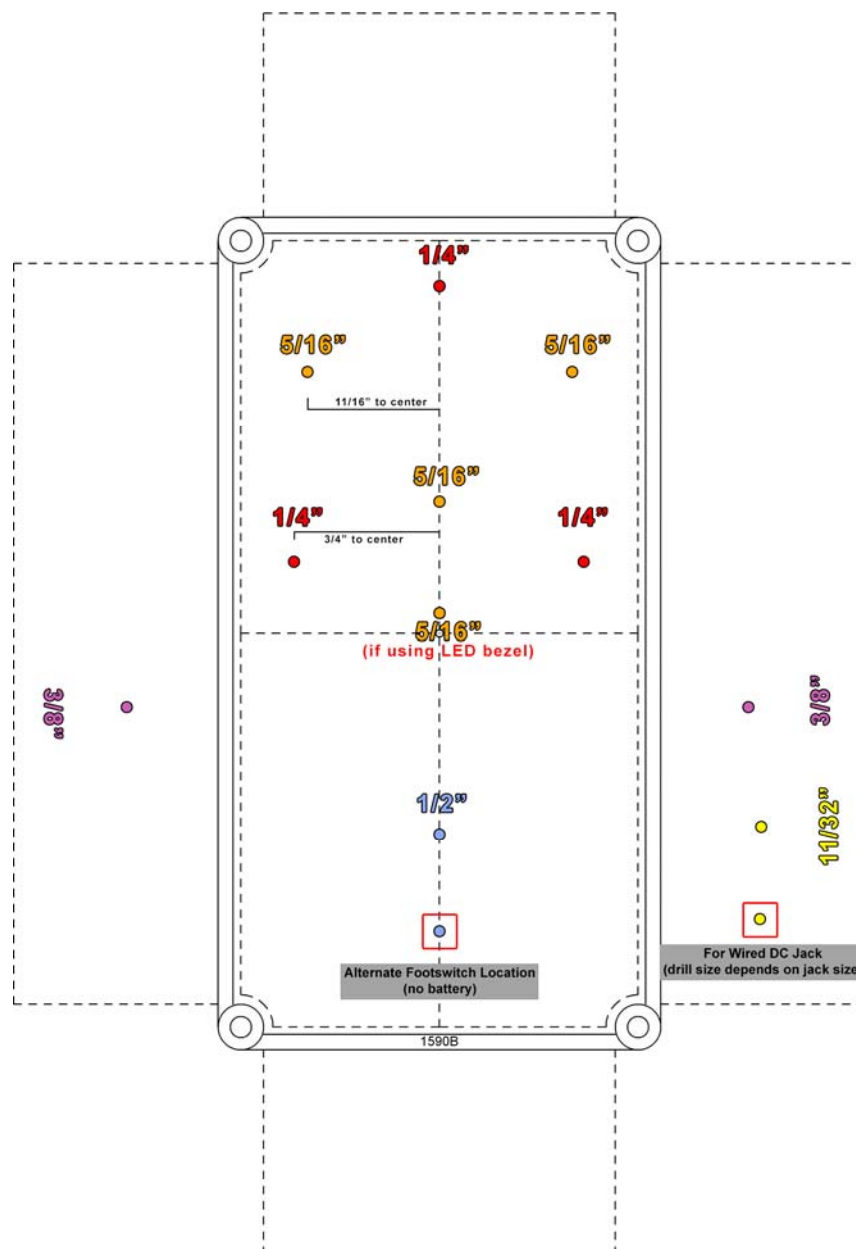 1/4”
5/16”
5/16”
11/16” to center
5/16”
1/4”
1/4”
3/4” to center
5/16”
(if using LED bezel)
3/8”
3/8”
1/2”
11/32”
Alternate Footswitch Location
(no battery)
For Wired DC Jack
(drill size depends on jack size
1590B